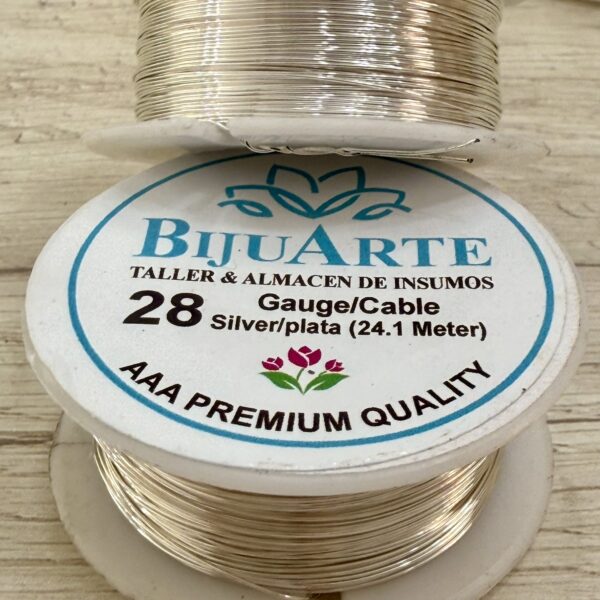 BIJUARTE
TALLER & ALMACEN DE INSUMOS
28 Gauge/Cable
Silver/plata (24.1 Meter)
AAA PREMIUM QUALITY